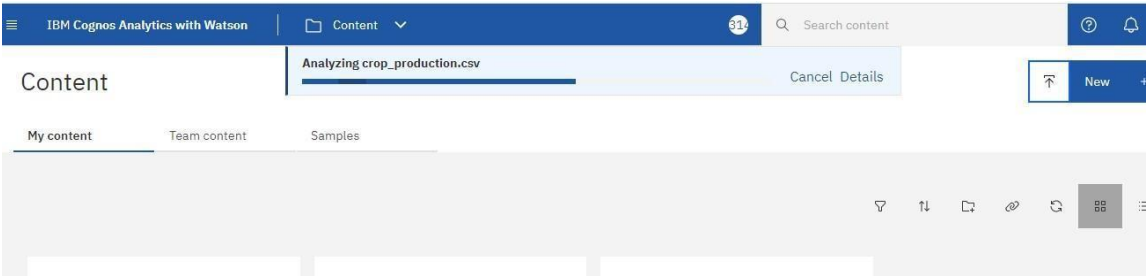 IBM Cognos Analytics with Watson
Content
314
Search content
Analyzing crop_production.csv
Cancel Details
Content
New
My content
Team content
Samples